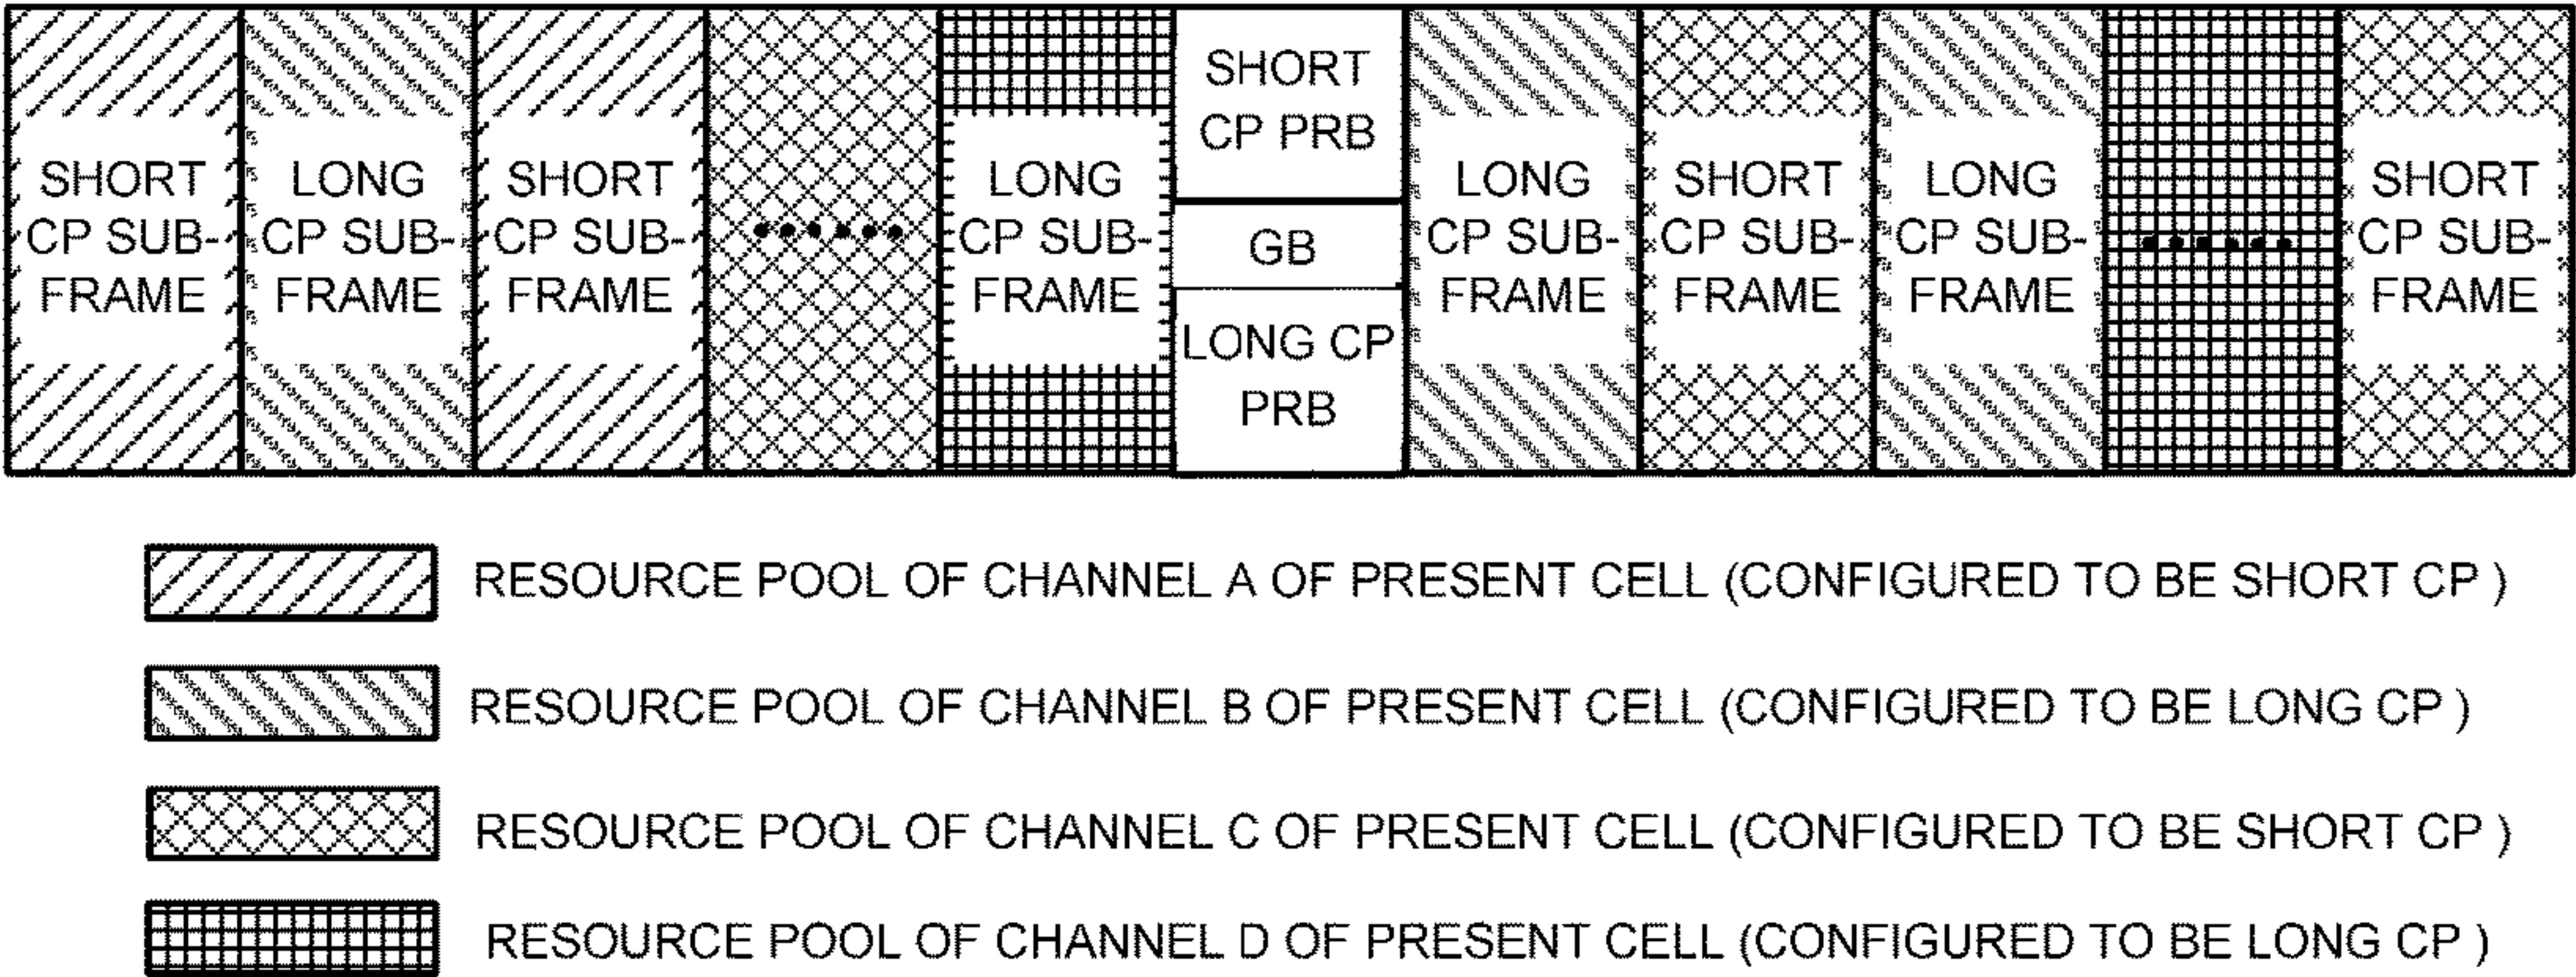 SHORT
CP SUB-
FRAME
LONG
CP SUB-
FRAME
SHORT
CP SUB-
FRAME
......
LONG
CP SUB-
FRAME
SHORT
CP PRB
GB
LONG CP
PRB
LONG
CP SUB-
FRAME
SHORT
CP SUB-
FRAME
LONG
CP SUB-
FRAME
......
SHORT
CP SUB-
FRAME
RESOURCE POOL OF CHANNEL A OF PRESENT CELL (CONFIGURED TO BE SHORT CP )
RESOURCE POOL OF CHANNEL B OF PRESENT CELL (CONFIGURED TO BE LONG CP )
RESOURCE POOL OF CHANNEL C OF PRESENT CELL (CONFIGURED TO BE SHORT CP )
RESOURCE POOL OF CHANNEL D OF PRESENT CELL (CONFIGURED TO BE LONG CP )